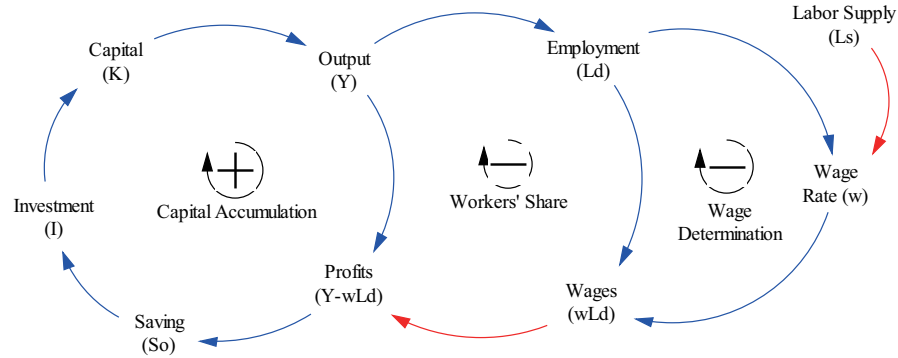 Labor Supply
(Ls)
Capital
(K)
Output
(Y)
Employment
(Ld)
Wage
Rate (w)
Investment
(I)
Capital Accumulation
Workers' Share
Wage
Determination
Profits
(Y-wLd)
Wages
(wLd)
Saving
(So)